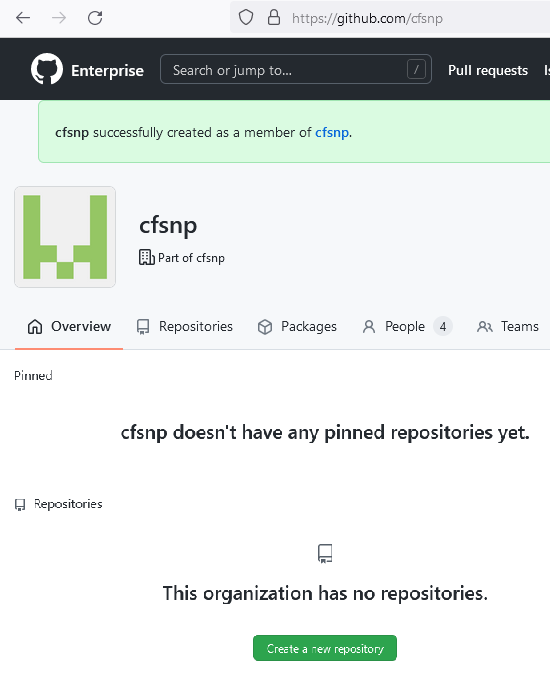 https://github.com/cfsnp
Enterprise Search or jump to... / Pull requests
cfsnp successfully created as a member of cfsnp.
cfsnp
Part of cfsnp
Overview Repositories Packages People 4 Teams
Pinned
cfsnp doesn't have any pinned repositories yet.
Repositories
This organization has no repositories.
Create a new repository